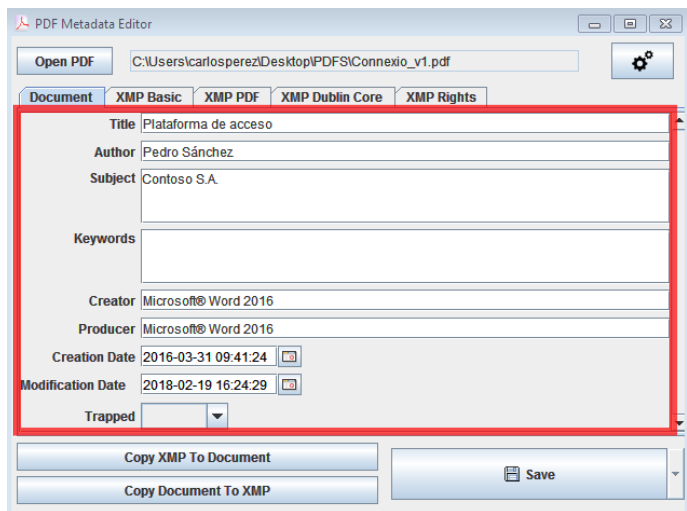 PDF Metadata Editor
Open PDF C:\Users\carlosperez\Desktop\PDFS\Connexio_v1.pdf
Document XMP Basic XMP PDF XMP Dublin Core XMP Rights
Title Plataforma de acceso
Author Pedro Sánchez
Subject Contoso S.A.
Keywords
Creator Microsoft® Word 2016
Producer Microsoft® Word 2016
Creation Date 2016-03-31 09:41:24
Modification Date 2018-02-19 16:24:29
Trapped
Copy XMP To Document
Save
Copy Document To XMP